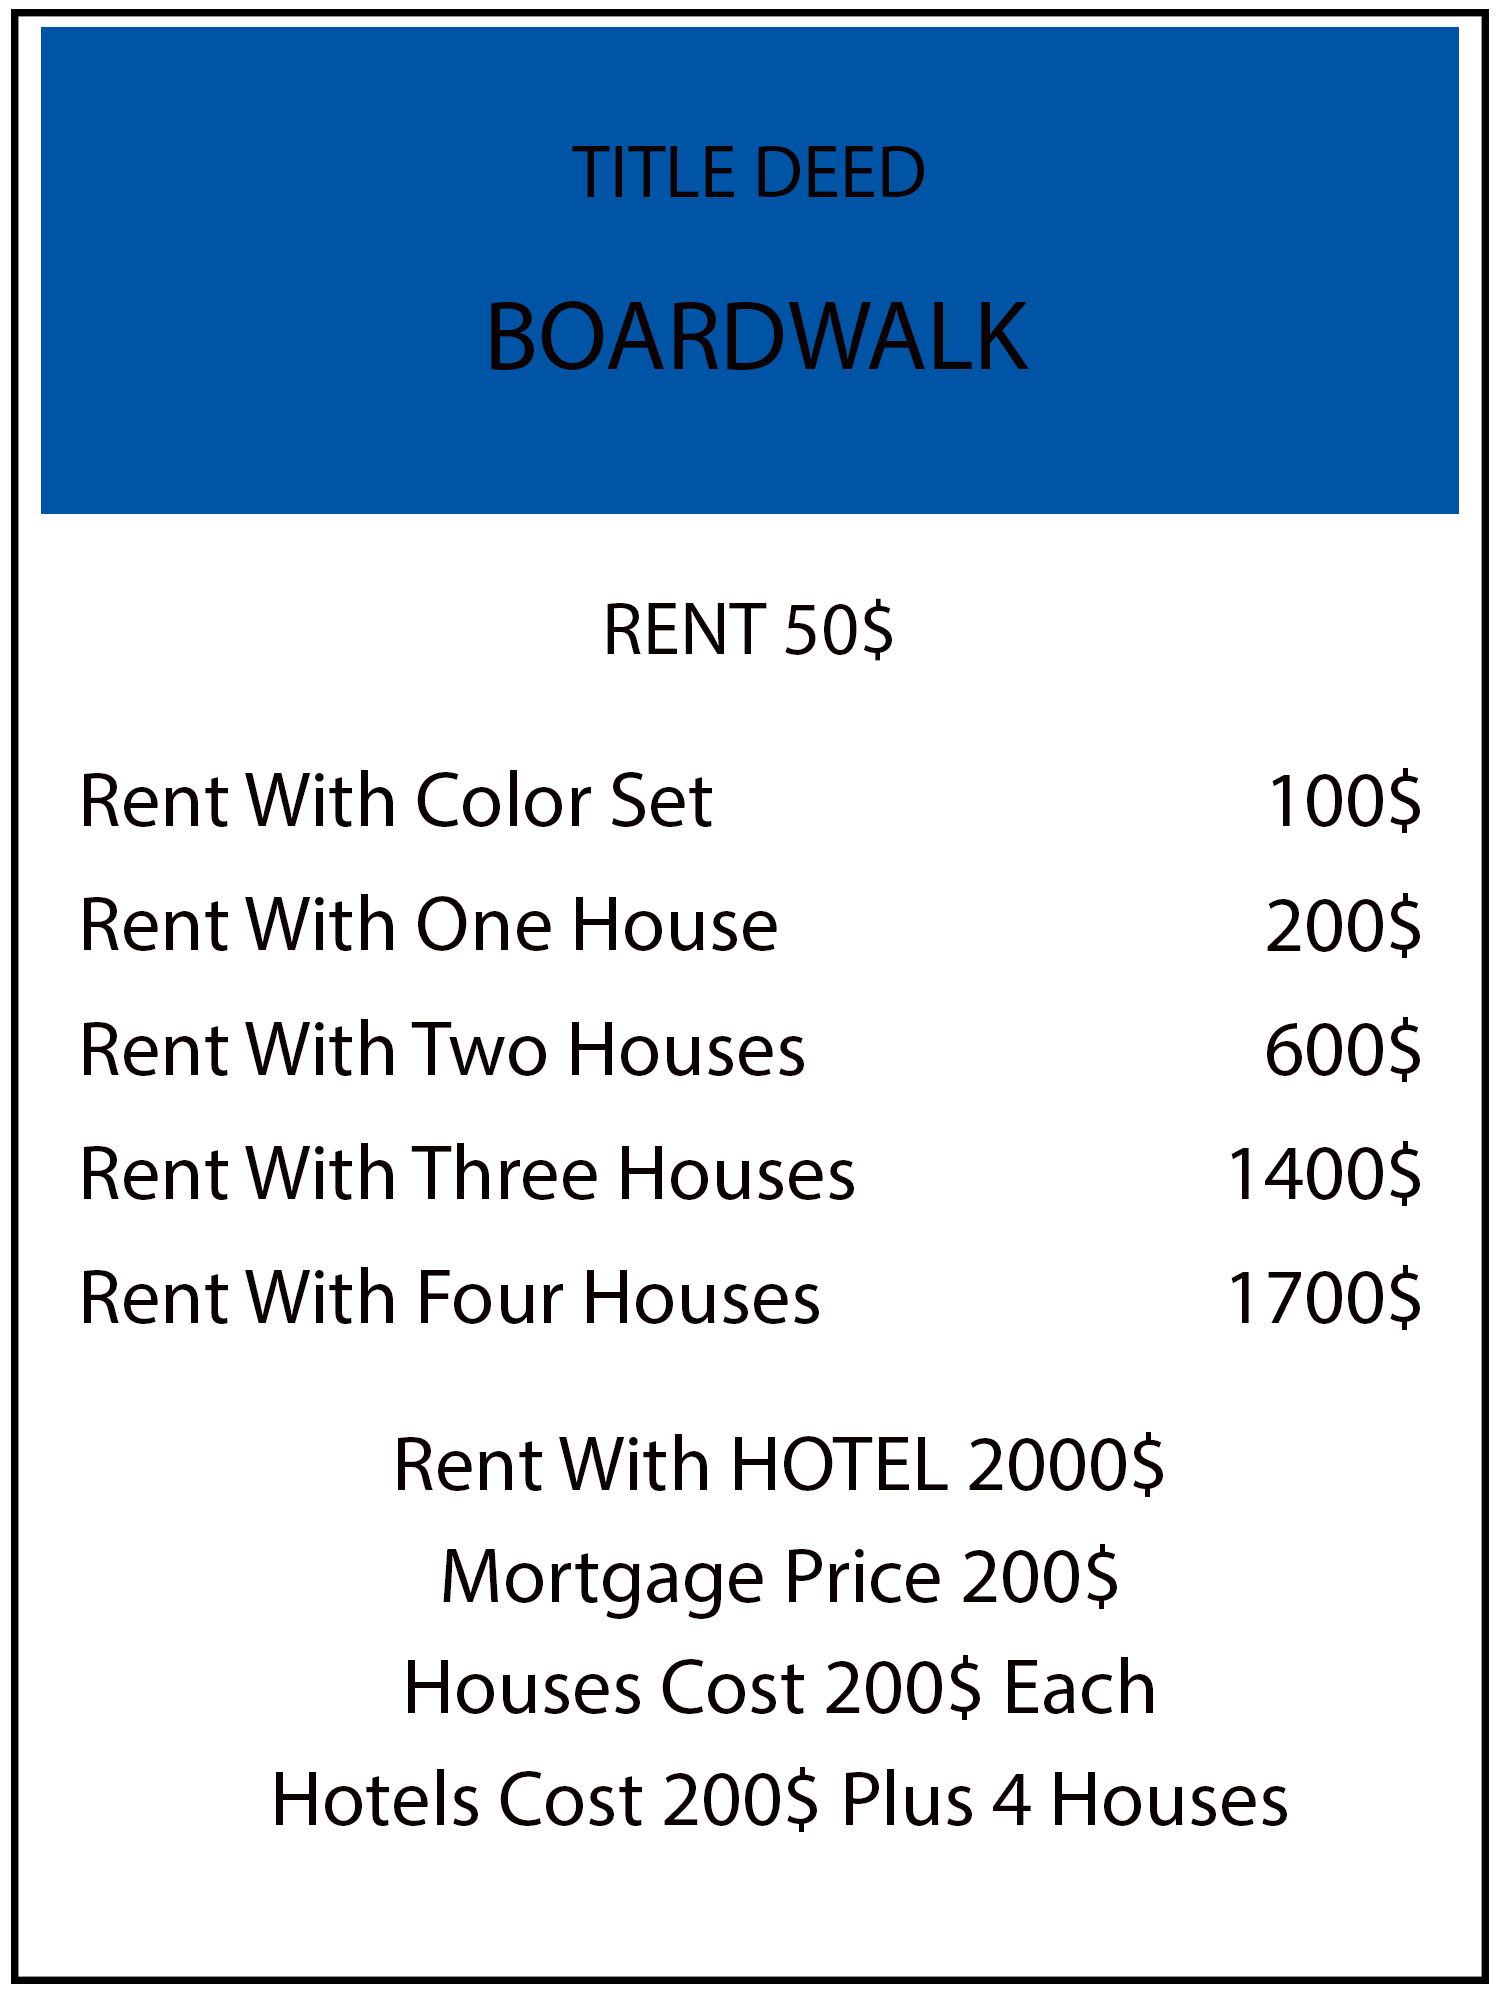 TITLE DEED
BOARDWALK
RENT 50$
Rent With Color Set 100$
Rent With One House 200$
Rent With Two Houses 600$
Rent With Three Houses 1400$
Rent With Four Houses 1700$
Rent With HOTEL 2000$
Mortgage Price 200$
Houses Cost 200$ Each
Hotels Cost 200$ Plus 4 Houses